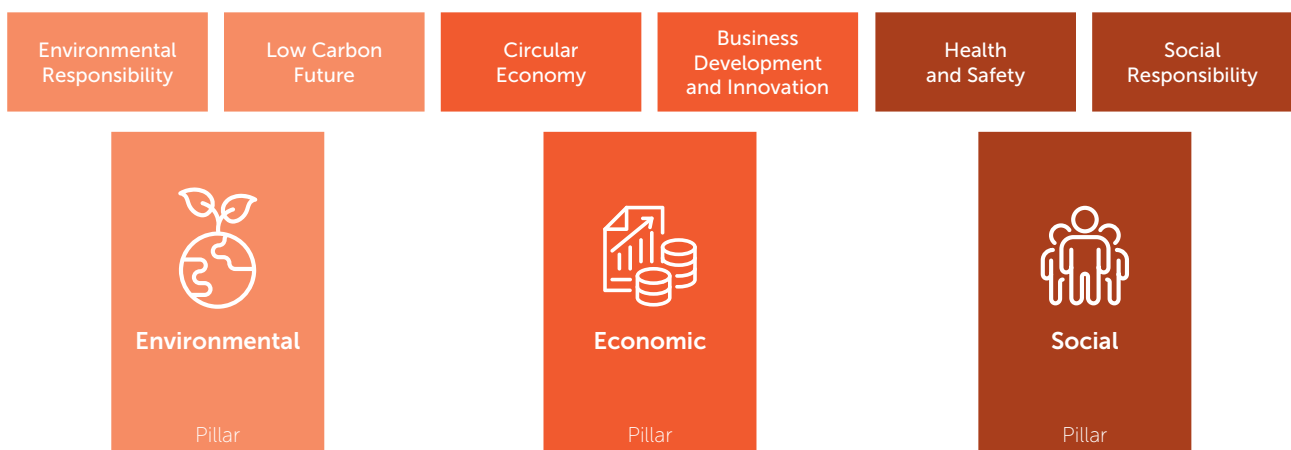 Environmental
Responsibility
Low Carbon
Future
Circular
Economy
Business
Development
and Innovation
Health
and Safety
Social
Responsibility
Environmental
Pillar
Economic
Pillar
Social
Pillar